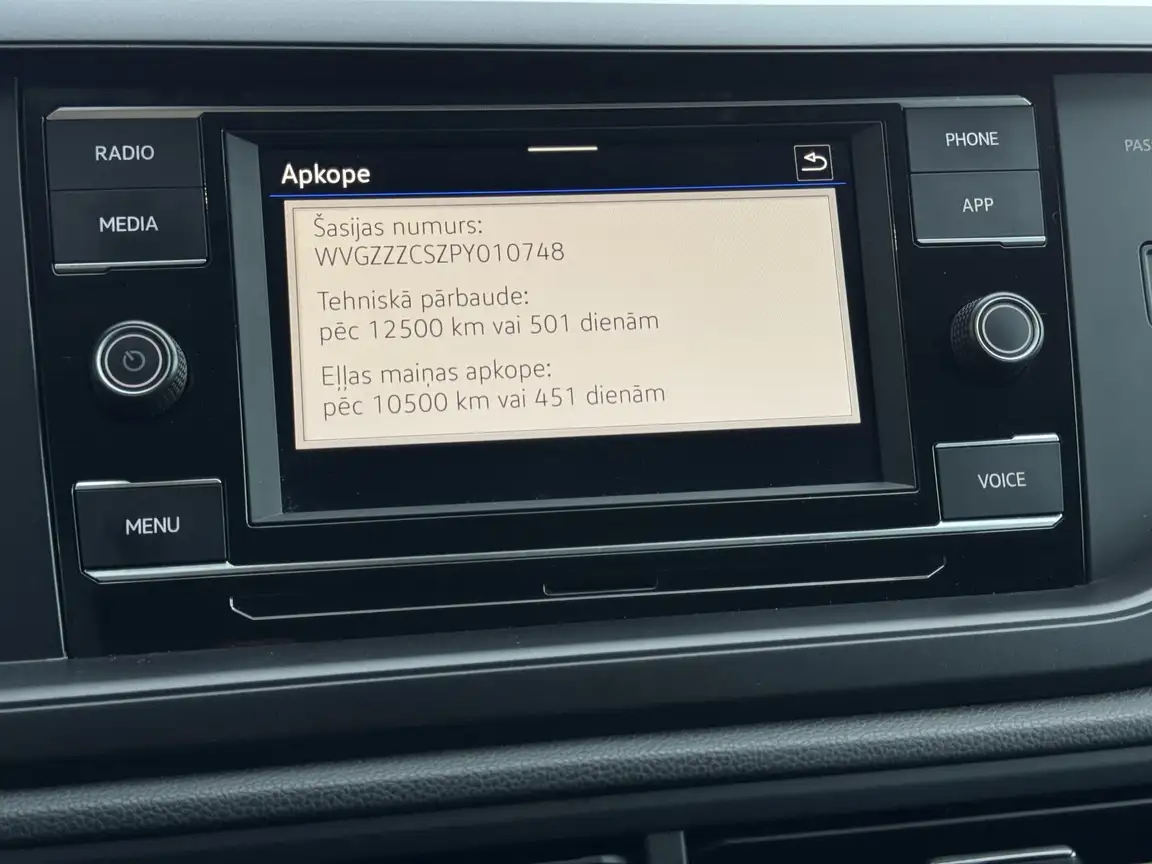 RADIO
MEDIA
Apkope
PHONE
APP
Šasijas numurs:
WVGZZZCSZPY010748
Tehniskā pārbaude:
pēc 12500 km vai 501 dienām
Eļļas maiņas apkope:
pēc 10500 km vai 451 dienām
MENU
VOICE